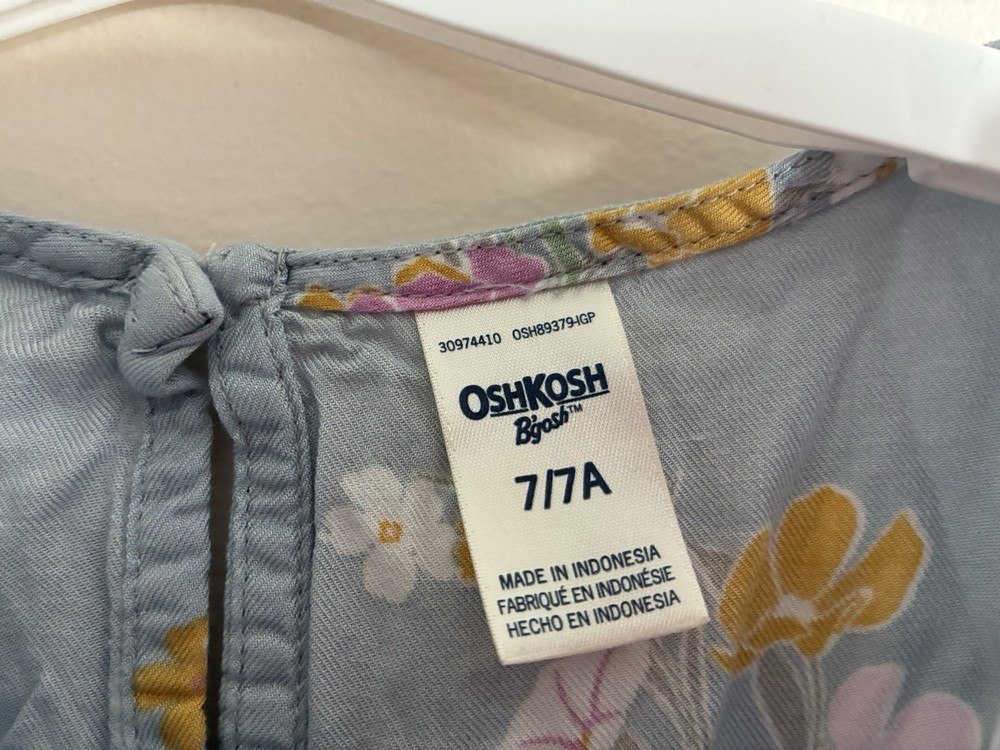 30974410 OSH89379-IGP
OSHKOSH
B'gosh™
7/7A
MADE IN INDONESIA
FABRIQUÉ EN INDONÉSIE
HECHO EN INDONESIA